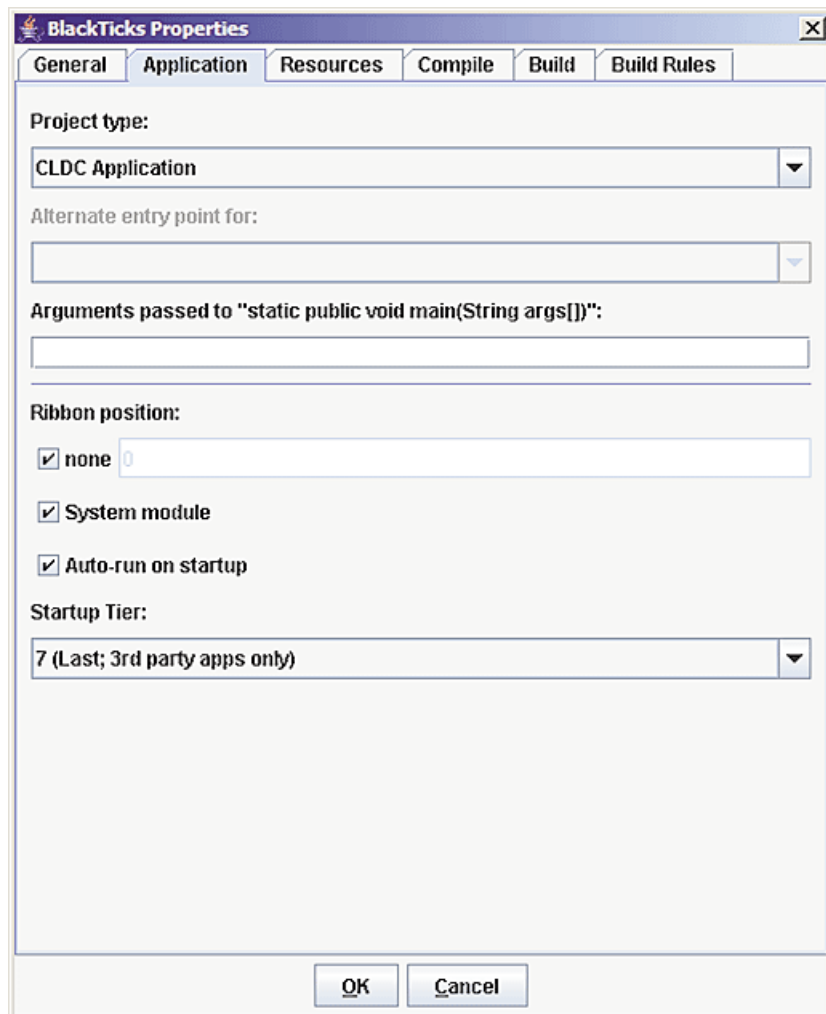 BlackTicks Properties
General Application Resources Compile Build Build Rules
Project type:
CLDC Application
Alternate entry point for:
Arguments passed to "static public void main(String args[])":
Ribbon position:
none 0
System module
Auto-run on startup
Startup Tier:
7 (Last; 3rd party apps only)
OK Cancel